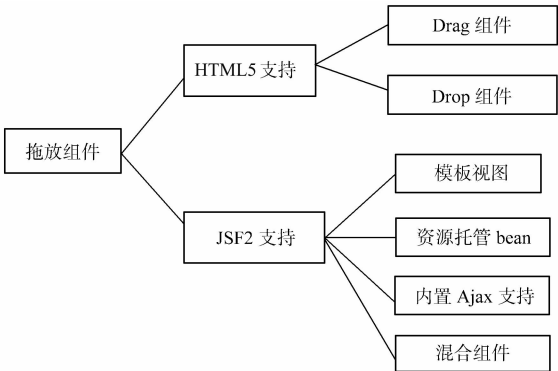 Drag 组件
HTML5 支持
Drop 组件
拖放组件
模板视图
JSF2 支持
资源托管 bean
内置 Ajax 支持
混合组件